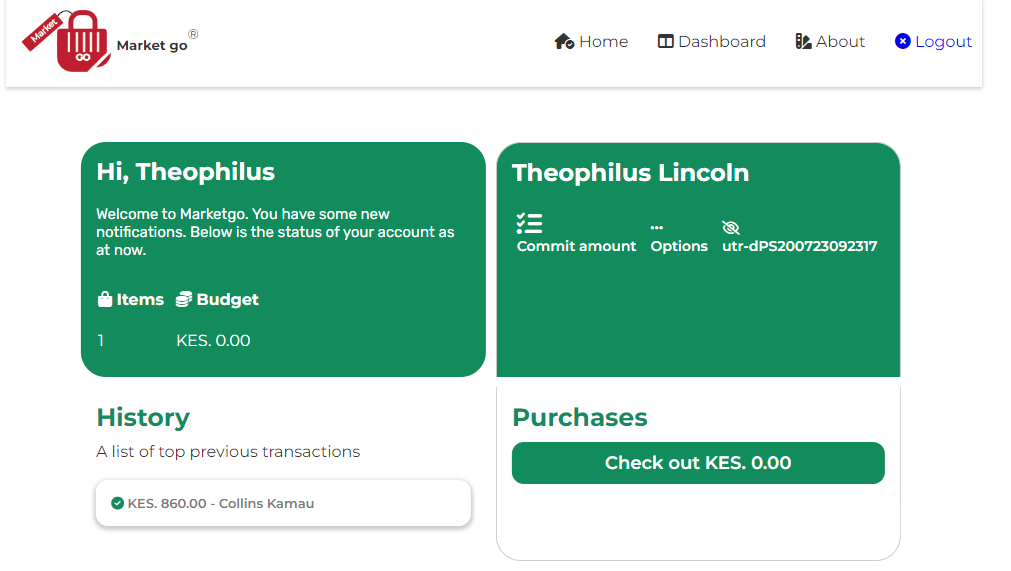 Market
Market go®
Home
Dashboard
About
Logout
Hi, Theophilus
Welcome to Marketgo. You have some new
notifications. Below is the status of your account as
at now.
Items
Budget
1
KES. 0.00
Theophilus Lincoln
Commit amount
Options
utr-dPS200723092317
History
A list of top previous transactions
KES. 860.00 - Collins Kamau
Purchases
Check out KES. 0.00